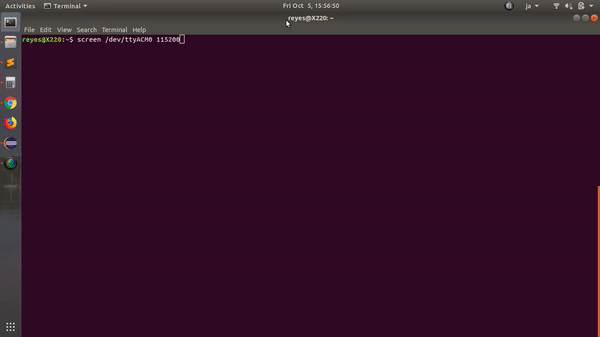 Activities Terminal Fri Oct 5, 15:56:50 ja
reyes@X220: ~
File Edit View Search Terminal Help
reyes@X220:~$ screen /dev/ttyACM0 115200